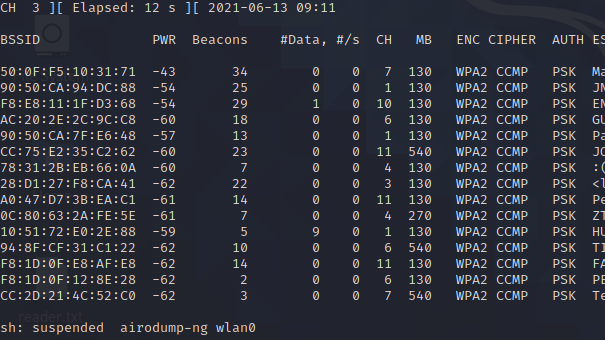 CH  3 ][ Elapsed: 12 s ][ 2021-06-13 09:11
BSSID              PWR  Beacons    #Data, #/s  CH   MB   ENC CIPHER  AUTH ES
50:0F:F5:10:31:71  -43       34        0    0   7  130   WPA2 CCMP   PSK  Ma
90:50:CA:94:DC:88  -54       25        0    0   1  130   WPA2 CCMP   PSK  JN
F8:E8:11:1F:D3:68  -54       29        1    0  10  130   WPA2 CCMP   PSK  EN
AC:20:2E:2C:9C:C8  -60       18        0    0   6  130   WPA2 CCMP   PSK  GU
90:50:CA:7F:E6:48  -57       13        0    0   1  130   WPA2 CCMP   PSK  Pa
CC:75:E2:35:C2:62  -60       23        0    0  11  540   WPA2 CCMP   PSK  JO
78:31:2B:EB:66:0A  -60        7        0    0   4  130   WPA2 CCMP   PSK  :(
28:D1:27:F8:CA:41  -62       22        0    0   3  130   WPA2 CCMP   PSK  <l
A0:47:D7:3B:EA:C1  -61       14        0    0  11  130   WPA2 CCMP   PSK  Pe
0C:80:63:2A:FE:5E  -61        7        0    0   4  270   WPA2 CCMP   PSK  ZT
10:51:72:E0:2E:88  -59        5        9    0   1  130   WPA2 CCMP   PSK  HU
94:8F:CF:31:C1:22  -62       10        0    0   6  540   WPA2 CCMP   PSK  TI
F8:1D:0F:E8:AF:E8  -62       14        0    0  11  130   WPA2 CCMP   PSK  FA
F8:1D:0F:12:8E:28  -62        2        0    0   6  130   WPA2 CCMP   PSK  PE
CC:2D:21:4C:52:C0  -62        3        0    0   7  540   WPA2 CCMP   PSK  Te
reader.txt
sh: suspended  airodump-ng wlan0